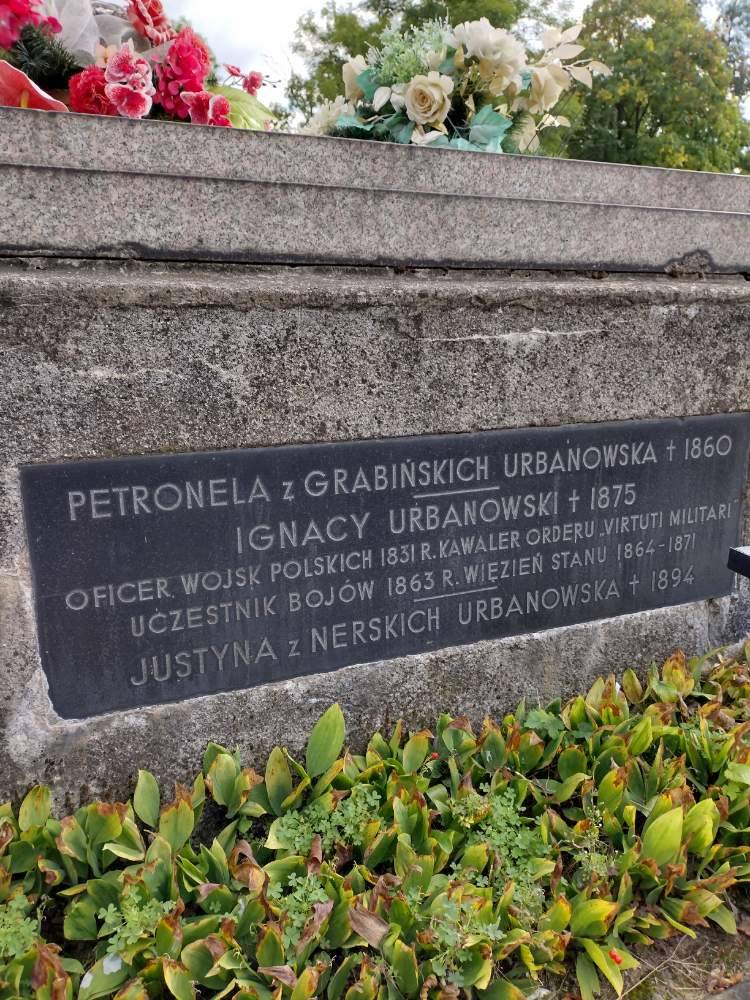 PETRONELA z GRABIŃSKICH URBANOWSKA † 1860
IGNACY URBANOWSKI † 1875
OFICER WOJSK POLSKICH 1831 R. KAWALER ORDERU „VIRTUTI MILITARI"
UCZESTNIK BOJÓW 1863 R. WIĘZIEŃ STANU 1864-1871
JUSTYNA z NERSKICH URBANOWSKA † 1894